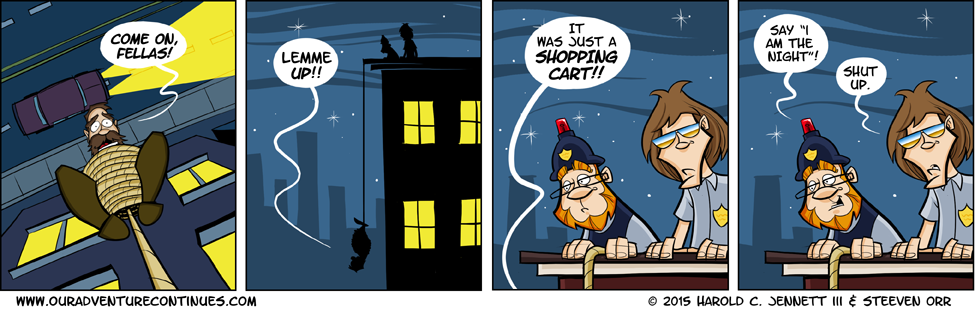 COME ON,
FELLAS!
LEMME
UP!!
IT
WAS JUST A
SHOPPING
CART!!
SAY "I
AM THE
NIGHT"!
SHUT
UP.
WWW.OURADVENTURECONTINUES.COM
© 2015 HAROLD C. JENNETT III & STEEVEN ORR